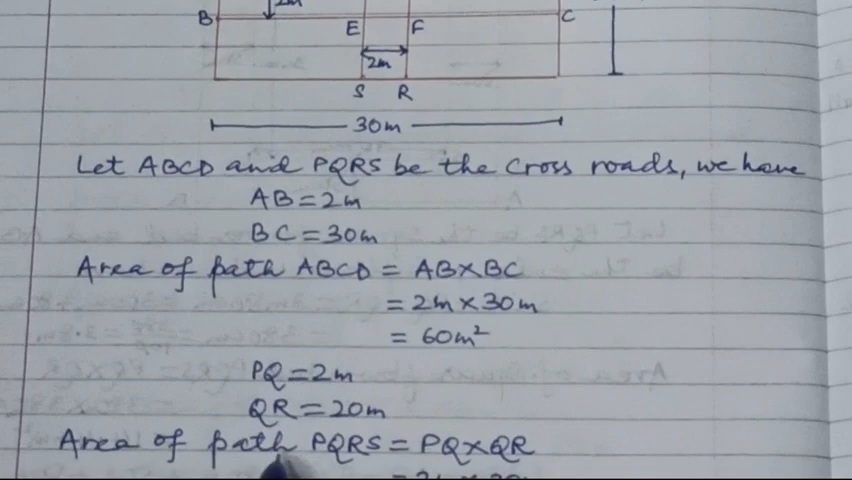 2m
B E F C
2m
S R
30m
Let ABCD and PQRS be the cross roads, we have
AB=2m
BC=30m
Area of path ABCD = AB×BC
= 2m × 30m
= 60m²
PQ=2m
QR=20m
Area of path PQRS = PQ×QR